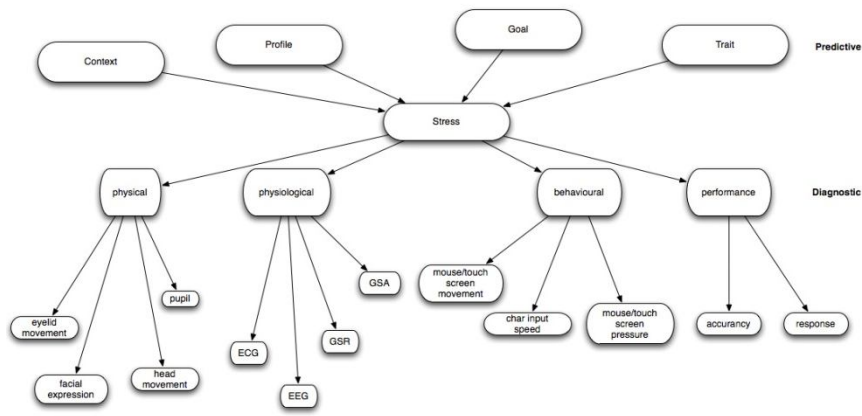 Context
Profile
Goal
Trait
Predictive
Stress
physical
physiological
behavioural
performance
Diagnostic
eyelid
movement
facial
expression
head
movement
pupil
ECG
EEG
GSR
GSA
mouse/touch
screen
movement
char input
speed
mouse/touch
screen
pressure
accurancy
response